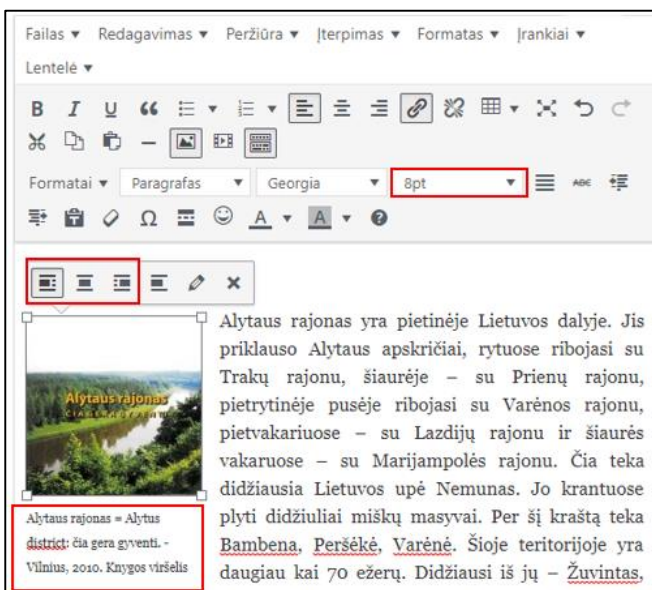 Failas ▾ Redagavimas ▾ Peržiūra ▾ Įterpimas ▾ Formatas ▾ Įrankiai ▾
Lentelė ▾
B I U
Formatai ▾ Paragrafas ▾ Georgia ▾ 8pt ▾ ABC
Ω A ▾ A ▾
Alytaus rajonas
ČIA GERA GYVENTI
Alytaus rajonas = Alytus
district: čia gera gyventi. -
Vilnius, 2010. Knygos viršelis
Alytaus rajonas yra pietinėje Lietuvos dalyje. Jis
priklauso Alytaus apskričiai, rytuose ribojasi su
Trakų rajonu, šiaurėje – su Prienų rajonu,
pietrytinėje pusėje ribojasi su Varėnos rajonu,
pietvakariuose – su Lazdijų rajonu ir šiaurės
vakaruose – su Marijampolės rajonu. Čia teka
didžiausia Lietuvos upė Nemunas. Jo krantuose
plyti didžiuliai miškų masyvai. Per šį kraštą teka
Bambena, Peršėkė, Varėnė. Šioje teritorijoje yra
daugiau kai 70 ežerų. Didžiausi iš jų – Žuvintas,